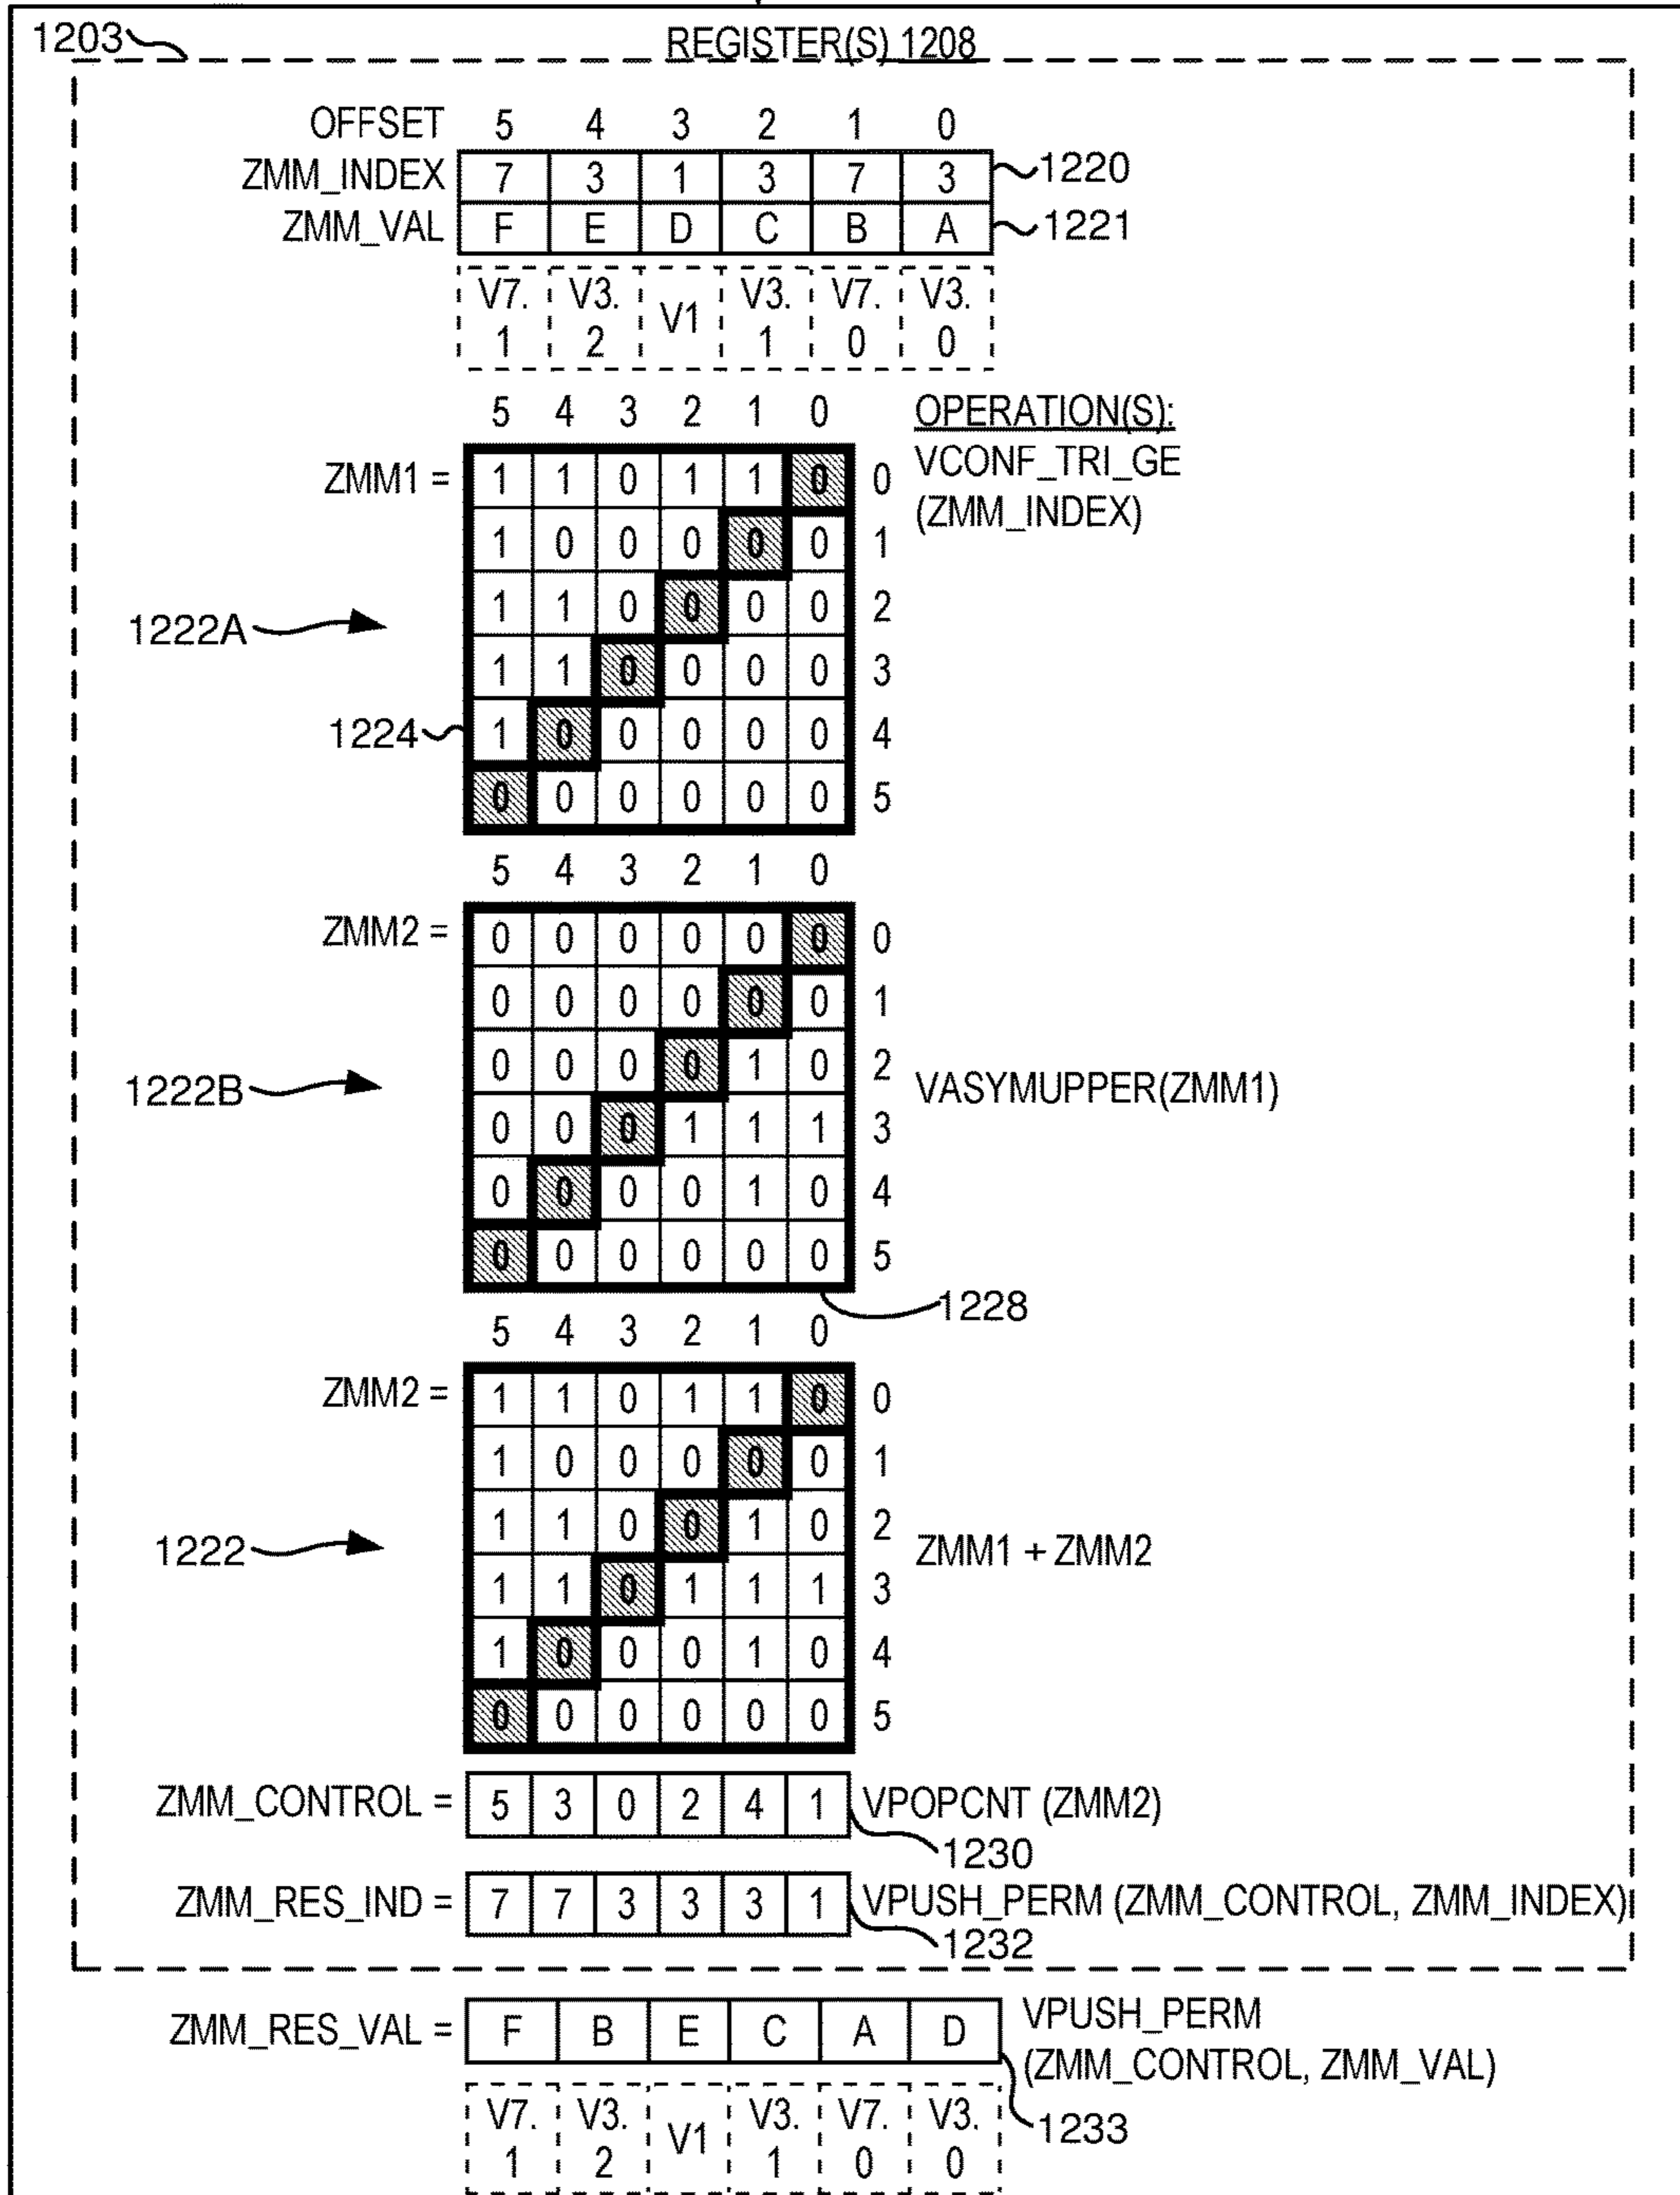 1203 REGISTER(S) 1208
OFFSET 5 4 3 2 1 0
ZMM_INDEX 7 3 1 3 7 3 1220
ZMM_VAL F E D C B A 1221
V7. V3. V1 V3. V7. V3.
1 2 1 0 0
5 4 3 2 1 0 OPERATION(S):
ZMM1 = 1 1 0 1 1 0 0 VCONF_TRI_GE
(ZMM_INDEX)
1 0 0 0 0 0 1
1 1 0 0 0 0 2
1222A
1 1 0 0 0 0 3
1224 1 0 0 0 0 0 4
0 0 0 0 0 0 5
5 4 3 2 1 0
ZMM2 = 0 0 0 0 0 0 0
0 0 0 0 0 0 1
0 0 0 0 1 0 2
1222B VASYMUPPER(ZMM1)
0 0 0 1 1 1 3
0 0 0 0 1 0 4
0 0 0 0 0 0 5
1228
5 4 3 2 1 0
ZMM2 = 1 1 0 1 1 0 0
1 0 0 0 0 0 1
1 1 0 0 1 0 2
1222 ZMM1 + ZMM2
1 1 0 1 1 1 3
1 0 0 0 1 0 4
0 0 0 0 0 0 5
ZMM_CONTROL = 5 3 0 2 4 1 VPOPCNT (ZMM2)
1230
ZMM_RES_IND = 7 7 3 3 3 1 VPUSH_PERM (ZMM_CONTROL, ZMM_INDEX)
1232
ZMM_RES_VAL = F B E C A D VPUSH_PERM
(ZMM_CONTROL, ZMM_VAL)
V7. V3. V1 V3. V7. V3. 1233
1 2 1 0 0